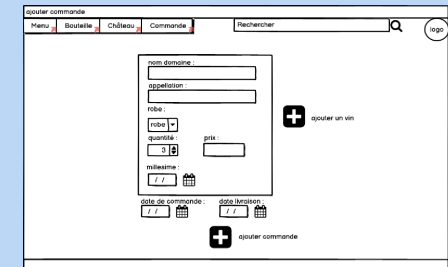 ajouter commande
Menu Bouteille Château Commande Rechercher logo
nom domaine :
appellation :
robe :
robe
quantité : prix :
3
millesime :
/ /
date de commande : date livraison :
/ / / /
ajouter un vin
ajouter commande